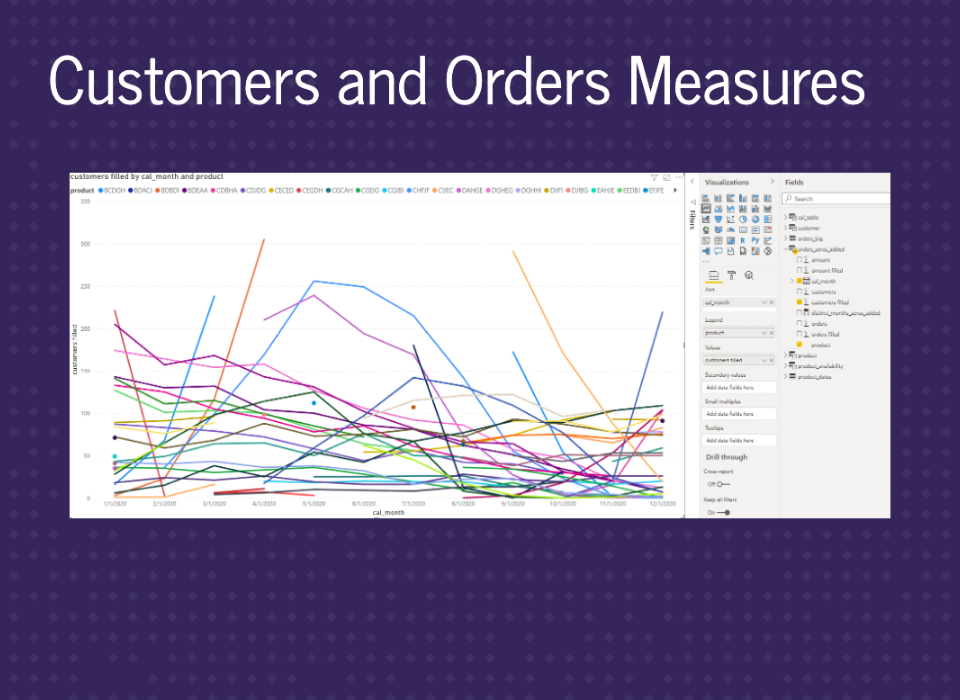 Customers and Orders Measures
customers filled by cal_month and product
product BCDGH BDACJ BDEAA CDBHA CDJDG CECED CEGDH CGCAH CGEIG CGIBI CHFJF CIJEC DAHGE DGHEG DGHHI DIIFI DJIBG EAHJE EEDBJ EFIFE
350
300
250
200
150
100
50
0
customers filled
1/1/2020 2/1/2020 3/1/2020 4/1/2020 5/1/2020 6/1/2020 7/1/2020 8/1/2020 9/1/2020 10/1/2020 11/1/2020 12/1/2020
cal_month
Filters
Visualizations
Axis
cal_month
Legend
product
Values
customers filled
Secondary values
Add data fields here
Small multiples
Add data fields here
Tooltips
Add data fields here
Drill through
Cross-report
Off
Keep all filters
On
Fields
Search
cal_table
customer
orders_big
orders_zeros_added
amount
amount filled
cal_month
customers
customers filled
distinct_months_zeros_added
orders
orders filled
product
product
product_availability
product_dates